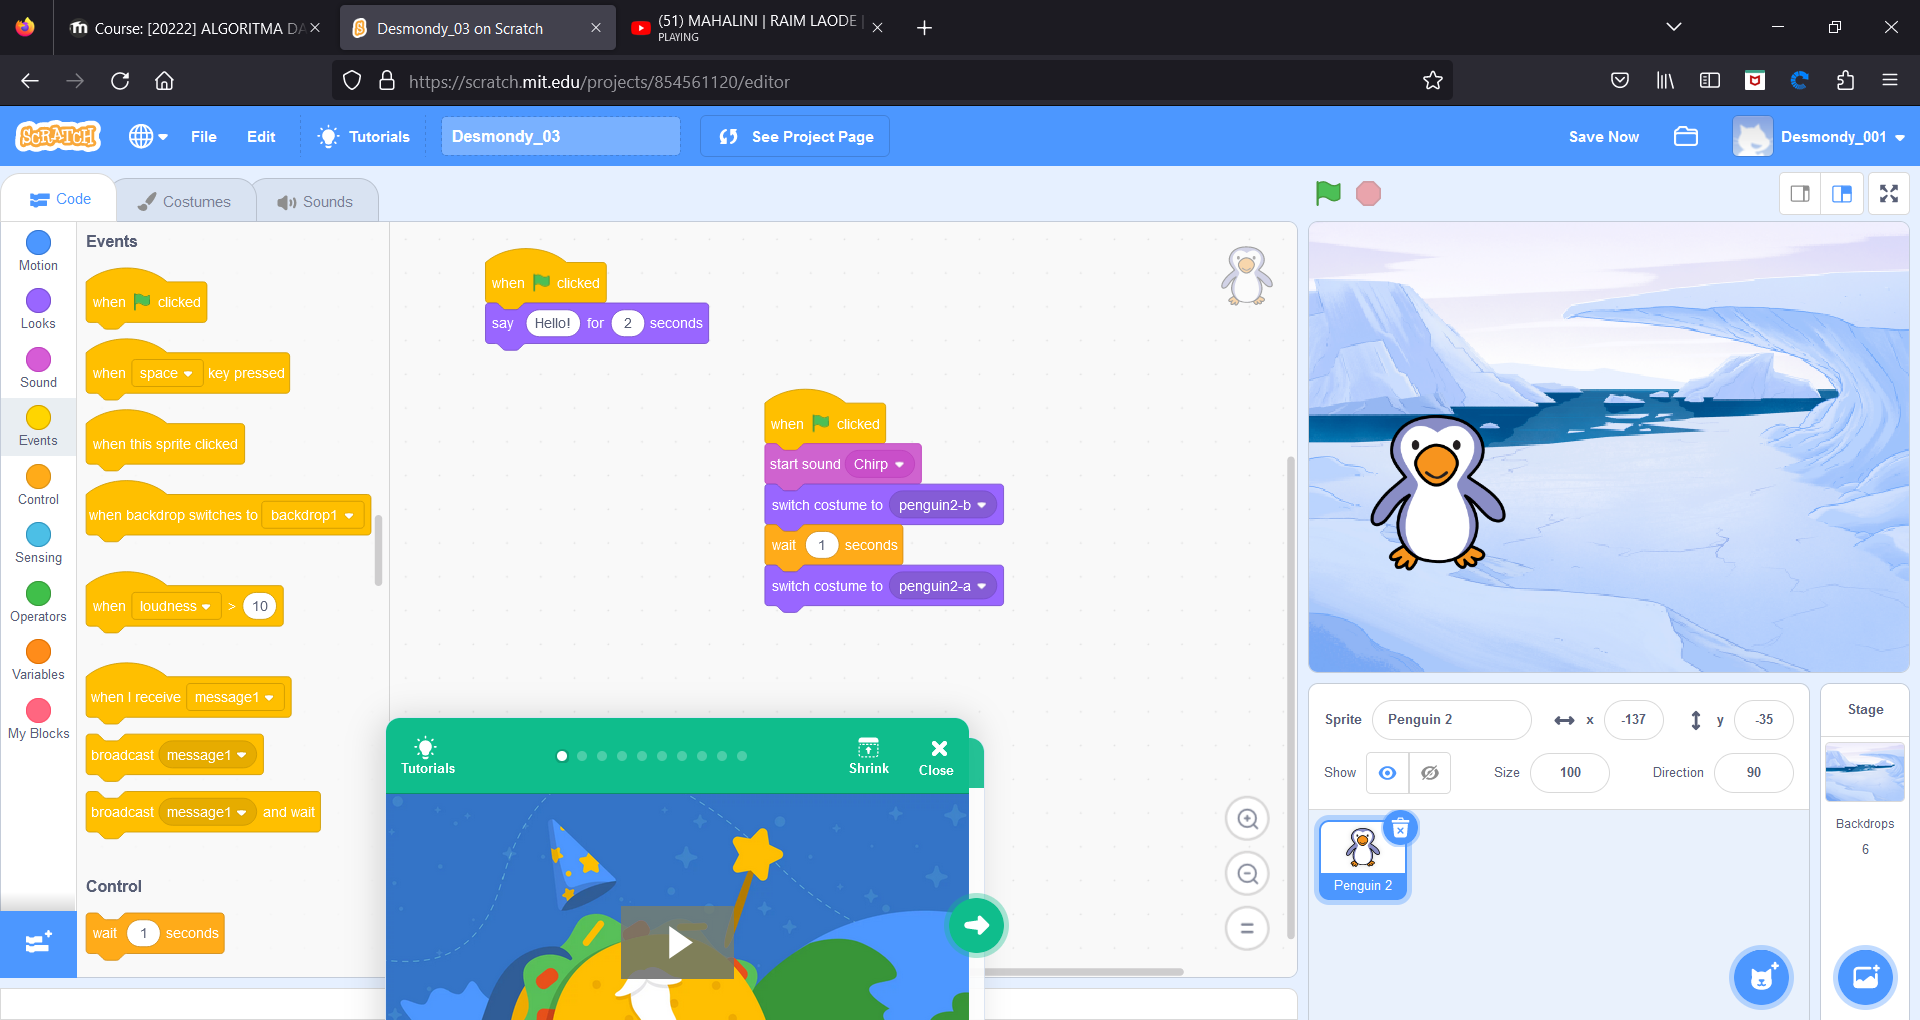 Course: [20222] ALGORITMA DA
Desmondy_03 on Scratch
(51) MAHALINI | RAIM LAODE |
PLAYING
https://scratch.mit.edu/projects/854561120/editor
SCRATCH
File
Edit
Tutorials
Desmondy_03
See Project Page
Save Now
Desmondy_001
Code
Costumes
Sounds
Motion
Looks
Sound
Events
Control
Sensing
Operators
Variables
My Blocks
Events
when clicked
when space key pressed
when this sprite clicked
when backdrop switches to backdrop1
when loudness > 10
when I receive message1
broadcast message1
broadcast message1 and wait
Control
wait 1 seconds
when clicked
say Hello! for 2 seconds
when clicked
start sound Chirp
switch costume to penguin2-b
wait 1 seconds
switch costume to penguin2-a
Tutorials
Shrink
Close
Sprite Penguin 2 x -137 y -35
Show Size 100 Direction 90
Penguin 2
Stage
Backdrops
6